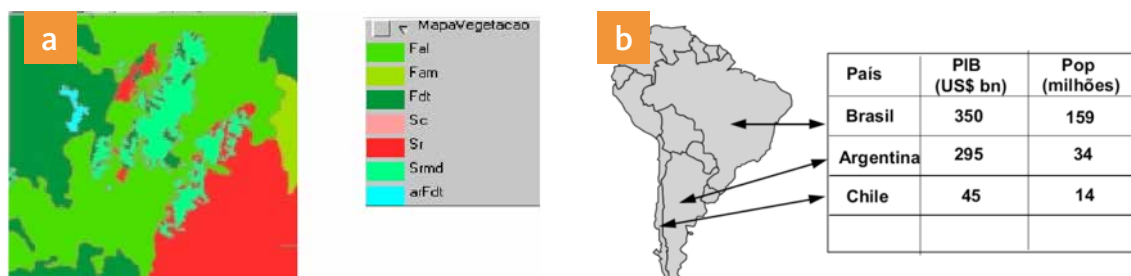 a
MapaVegetacao
Fal
Fam
Fdt
Sc
Sr
Srmd
arFdt
b
País PIB (US$ bn) Pop (milhões)
Brasil 350 159
Argentina 295 34
Chile 45 14